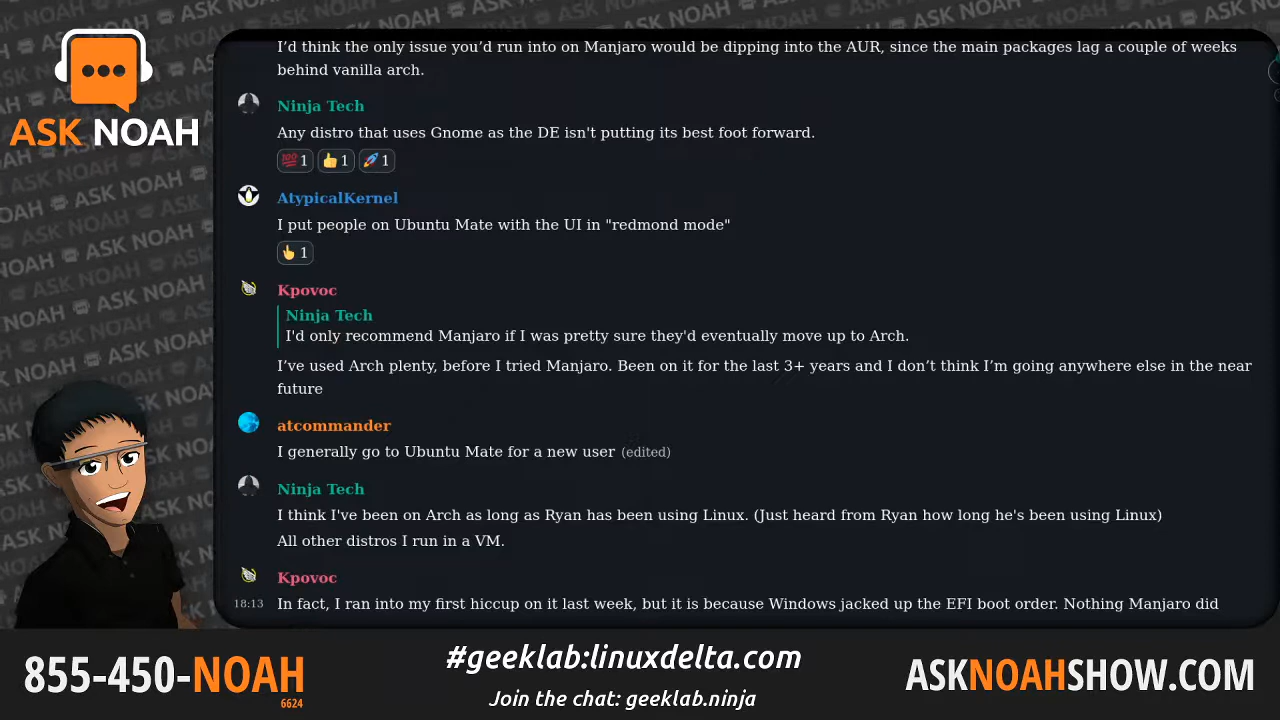 ASK NOAH
I'd think the only issue you'd run into on Manjaro would be dipping into the AUR, since the main packages lag a couple of weeks
behind vanilla arch.
Ninja Tech
Any distro that uses Gnome as the DE isn't putting its best foot forward.
💯 1 👍 1 🚀 1
AtypicalKernel
I put people on Ubuntu Mate with the UI in "redmond mode"
👆 1
Kpovoc
Ninja Tech
I'd only recommend Manjaro if I was pretty sure they'd eventually move up to Arch.
I've used Arch plenty, before I tried Manjaro. Been on it for the last 3+ years and I don't think I'm going anywhere else in the near
future
atcommander
I generally go to Ubuntu Mate for a new user (edited)
Ninja Tech
I think I've been on Arch as long as Ryan has been using Linux. (Just heard from Ryan how long he's been using Linux)
All other distros I run in a VM.
Kpovoc
18:13 In fact, I ran into my first hiccup on it last week, but it is because Windows jacked up the EFI boot order. Nothing Manjaro did
855-450-NOAH
6624
#geeklab:linuxdelta.com
Join the chat: geeklab.ninja
ASKNOAHSHOW.COM